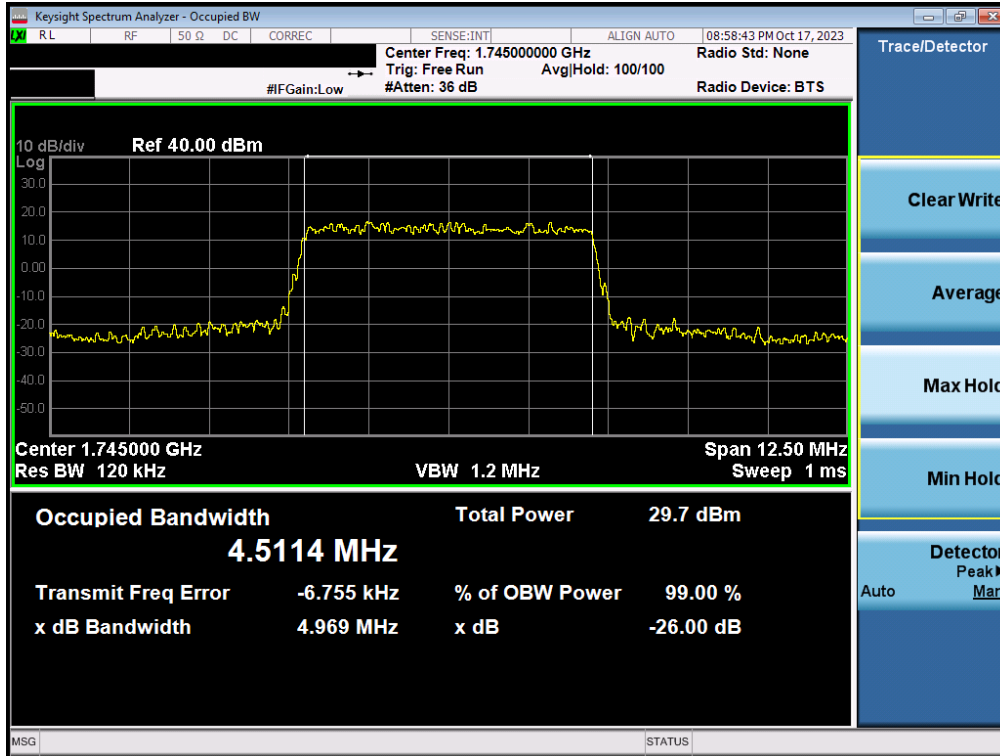 Keysight Spectrum Analyzer - Occupied BW
LXI RL RF 50 Ω DC CORREC SENSE:INT ALIGN AUTO 08:58:43 PM Oct 17, 2023
Center Freq: 1.745000000 GHz Radio Std: None
Trig: Free Run Avg|Hold: 100/100
#IFGain:Low #Atten: 36 dB Radio Device: BTS
Trace/Detector
10 dB/div Ref 40.00 dBm
Log
30.0
20.0
10.0
0.00
-10.0
-20.0
-30.0
-40.0
-50.0
Center 1.745000 GHz Span 12.50 MHz
Res BW 120 kHz VBW 1.2 MHz Sweep 1 ms
Occupied Bandwidth Total Power 29.7 dBm
4.5114 MHz
Transmit Freq Error -6.755 kHz % of OBW Power 99.00 %
x dB Bandwidth 4.969 MHz x dB -26.00 dB
Clear Write
Average
Max Hold
Min Hold
Detector
Peak
Auto Man
MSG STATUS